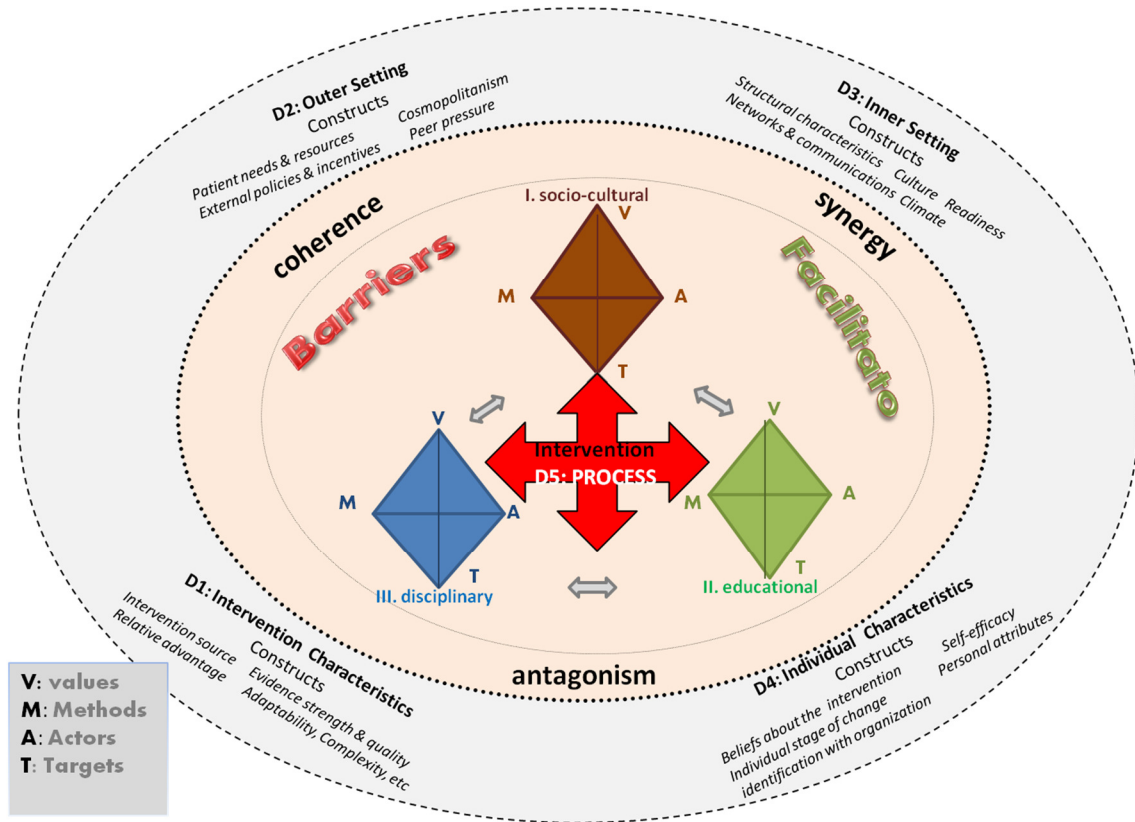 D2: Outer Setting
Constructs
Cosmopolitanism
Peer pressure
Patient needs & resources
External policies & incentives
D3: Inner Setting
Constructs
Structural characteristics Culture Readiness
Networks & communications Climate
coherence
synergy
Barriers
Facilitato
I. socio-cultural
V
M
A
T
V
M
A
T
III. disciplinary
Intervention
D5: PROCESS
V
M
A
T
II. educational
antagonism
D1: Intervention Characteristics
Constructs
Intervention source
Relative advantage
Evidence strength & quality
Adaptability, Complexity, etc
D4: Individual Characteristics
Constructs
Self-efficacy
Personal attributes
Beliefs about the intervention
Individual stage of change
identification with organization
V: values
M: Methods
A: Actors
T: Targets